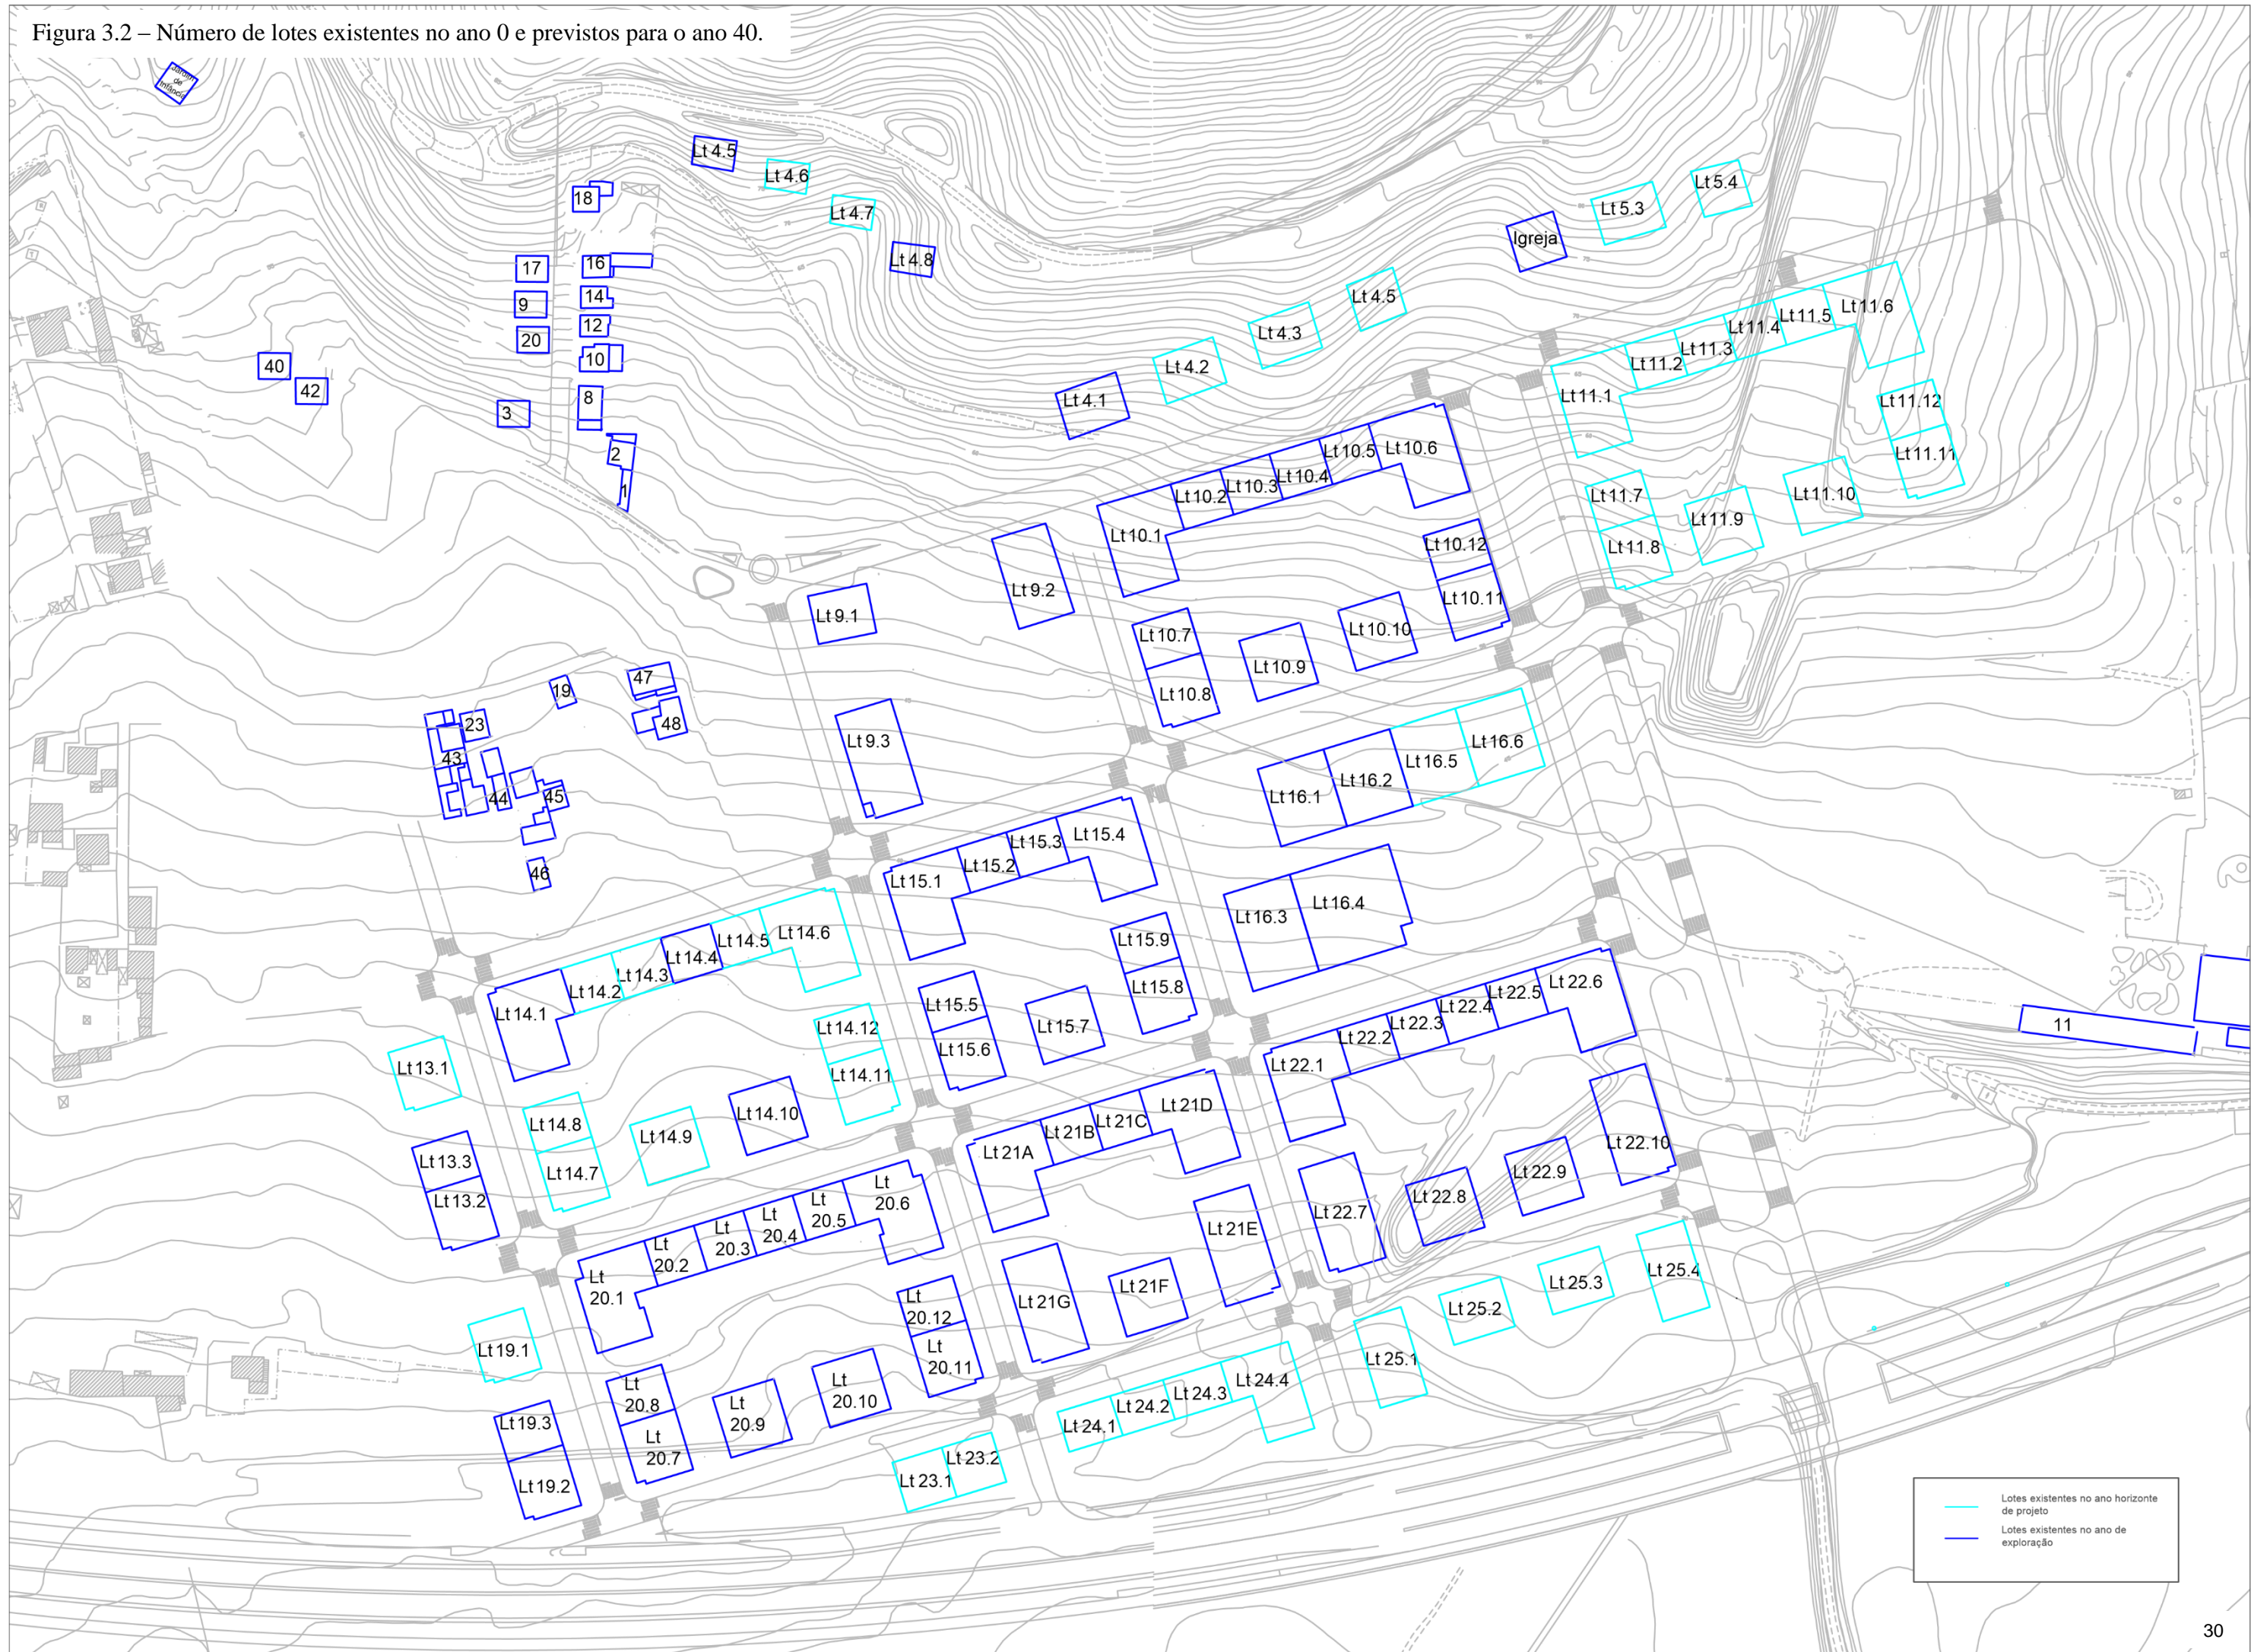 Figura 3.2 – Número de lotes existentes no ano 0 e previstos para o ano 40.
Jardim
de
Infância
Lt 4.5
Lt 4.6
Lt 4.7
Lt 4.8
18
17
16
9
14
12
20
10
40
42
8
3
2
1
Lt 5.4
Lt 5.3
Igreja
Lt 4.5
Lt 4.3
Lt 4.2
Lt 4.1
Lt 11.6
Lt 11.5
Lt 11.4
Lt 11.3
Lt 11.2
Lt 11.1
Lt 11.12
Lt 11.11
Lt 11.10
Lt 11.7
Lt 11.9
Lt 11.8
Lt 10.6
Lt 10.5
Lt 10.4
Lt 10.3
Lt 10.2
Lt 10.1
Lt 10.12
Lt 10.11
Lt 10.10
Lt 10.7
Lt 10.9
Lt 10.8
Lt 9.2
Lt 9.1
Lt 9.3
47
19
48
23
43
44
45
46
Lt 16.6
Lt 16.5
Lt 16.2
Lt 16.1
Lt 16.4
Lt 16.3
Lt 15.4
Lt 15.3
Lt 15.2
Lt 15.1
Lt 15.9
Lt 15.8
Lt 15.5
Lt 15.7
Lt 15.6
Lt 14.6
Lt 14.5
Lt 14.4
Lt 14.3
Lt 14.2
Lt 14.1
Lt 14.12
Lt 14.11
Lt 14.10
Lt 14.8
Lt 14.9
Lt 14.7
Lt 13.1
Lt 13.3
Lt 13.2
11
Lt 22.6
Lt 22.5
Lt 22.4
Lt 22.3
Lt 22.2
Lt 22.1
Lt 22.10
Lt 22.9
Lt 22.8
Lt 22.7
Lt 21D
Lt 21C
Lt 21B
Lt 21A
Lt 21E
Lt 21F
Lt 21G
Lt
20.6
Lt
20.5
Lt
20.4
Lt
20.3
Lt
20.2
Lt
20.1
Lt
20.12
Lt
20.11
Lt
20.10
Lt
20.8
Lt
20.9
Lt
20.7
Lt 19.1
Lt 19.3
Lt 19.2
Lt 25.4
Lt 25.3
Lt 25.2
Lt 25.1
Lt 24.4
Lt 24.3
Lt 24.2
Lt 24.1
Lt 23.2
Lt 23.1
Lotes existentes no ano horizonte
de projeto
Lotes existentes no ano de
exploração
30